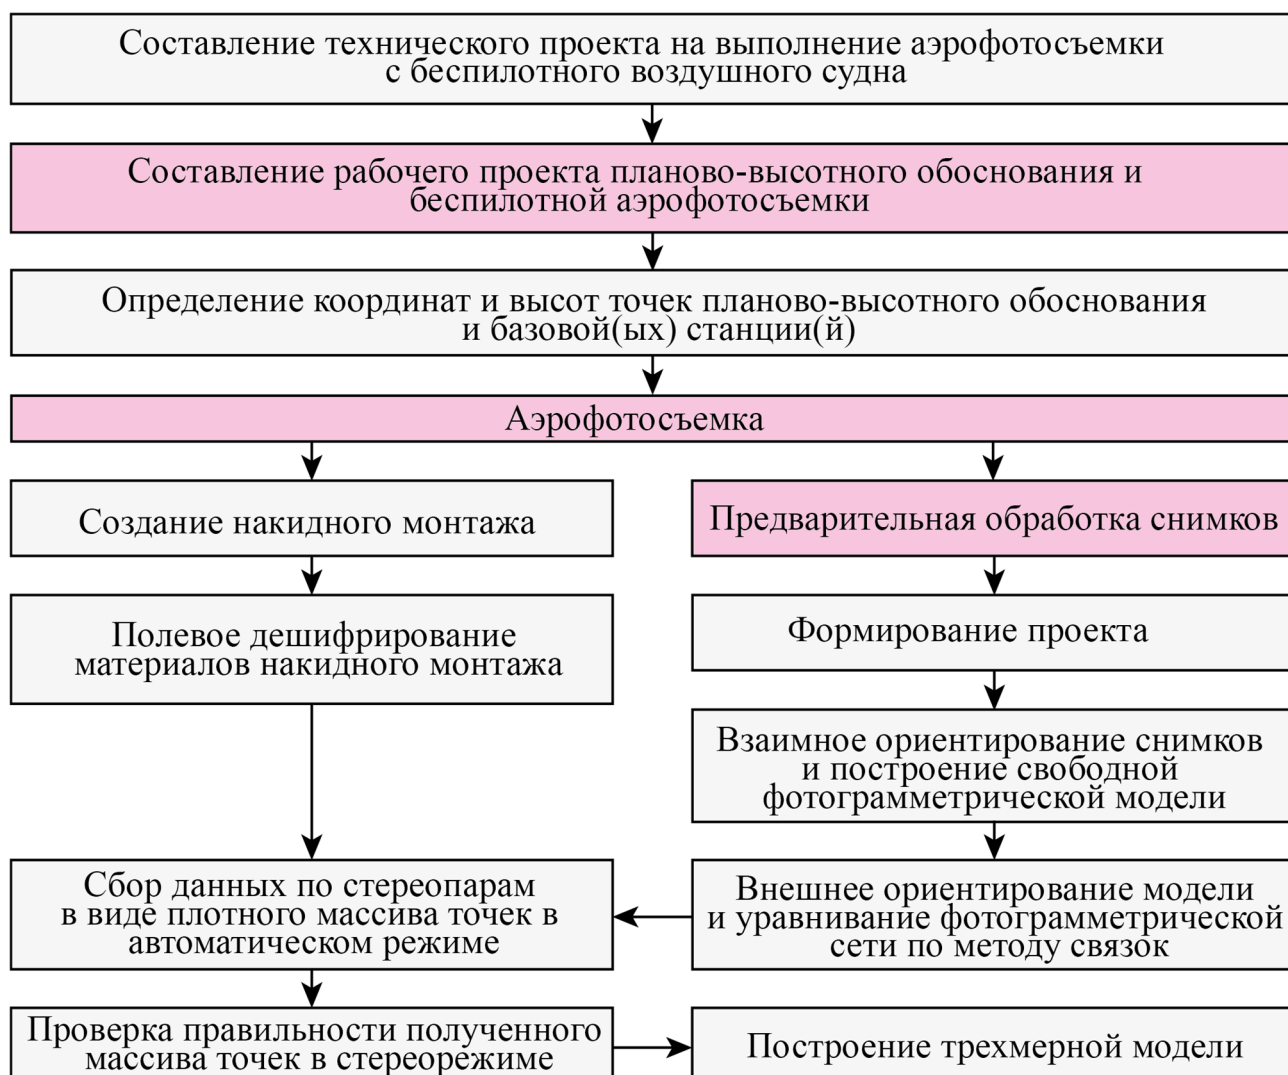 Составление технического проекта на выполнение аэрофотосъемки
с беспилотного воздушного судна
Составление рабочего проекта планово-высотного обоснования и
беспилотной аэрофотосъемки
Определение координат и высот точек планово-высотного обоснования
и базовой(ых) станции(й)
Аэрофотосъемка
Создание накидного монтажа
Предварительная обработка снимков
Полевое дешифрирование
материалов накидного монтажа
Формирование проекта
Взаимное ориентирование снимков
и построение свободной
фотограмметрической модели
Сбор данных по стереопарам
в виде плотного массива точек в
автоматическом режиме
Внешнее ориентирование модели
и уравнивание фотограмметрической
сети по методу связок
Проверка правильности полученного
массива точек в стереорежиме
Построение трехмерной модели